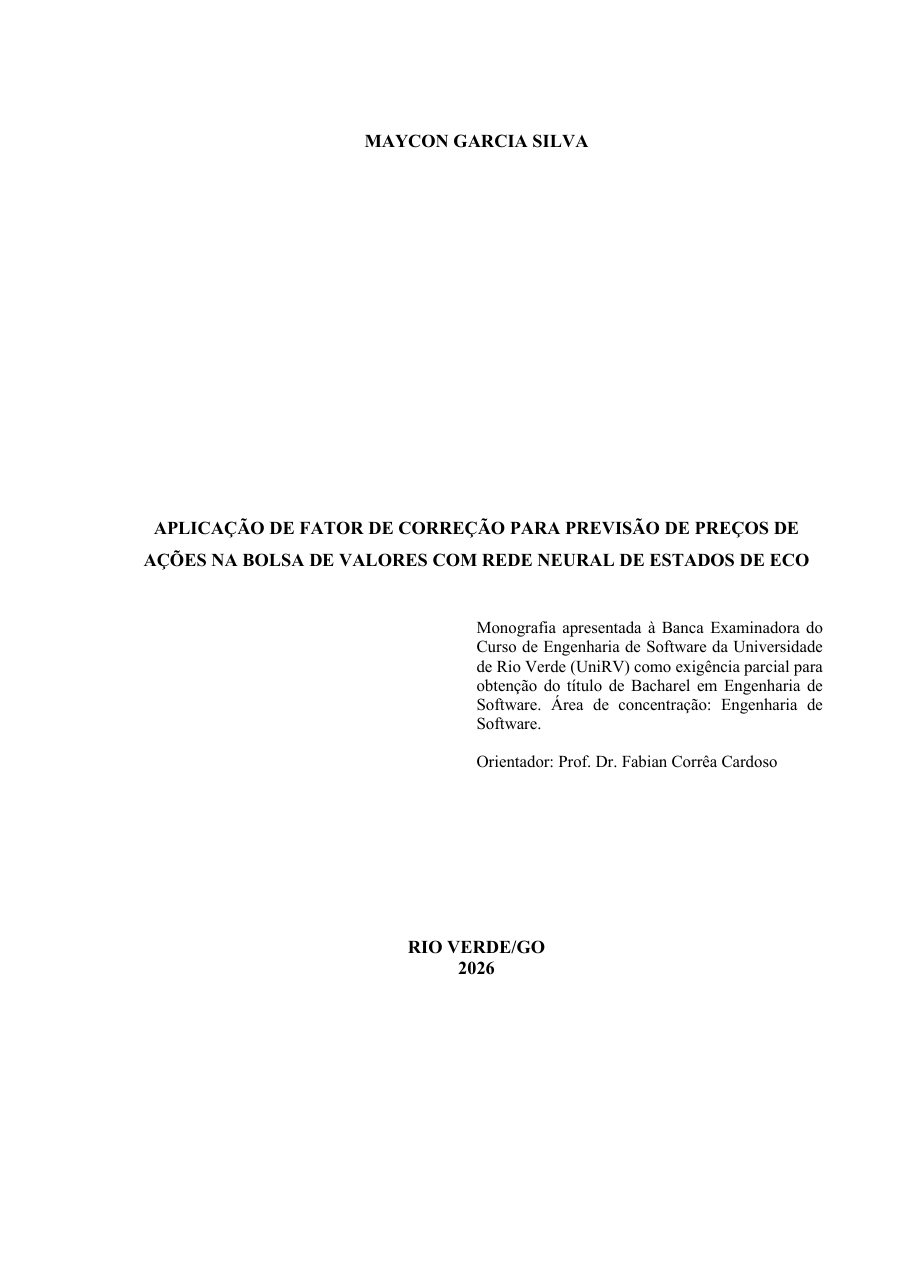 MAYCON GARCIA SILVA
APLICAÇÃO DE FATOR DE CORREÇÃO PARA PREVISÃO DE PREÇOS DE
AÇÕES NA BOLSA DE VALORES COM REDE NEURAL DE ESTADOS DE ECO
Monografia apresentada à Banca Examinadora do
Curso de Engenharia de Software da Universidade
de Rio Verde (UniRV) como exigência parcial para
obtenção do título de Bacharel em Engenharia de
Software. Área de concentração: Engenharia de
Software.
Orientador: Prof. Dr. Fabian Corrêa Cardoso
RIO VERDE/GO
2026